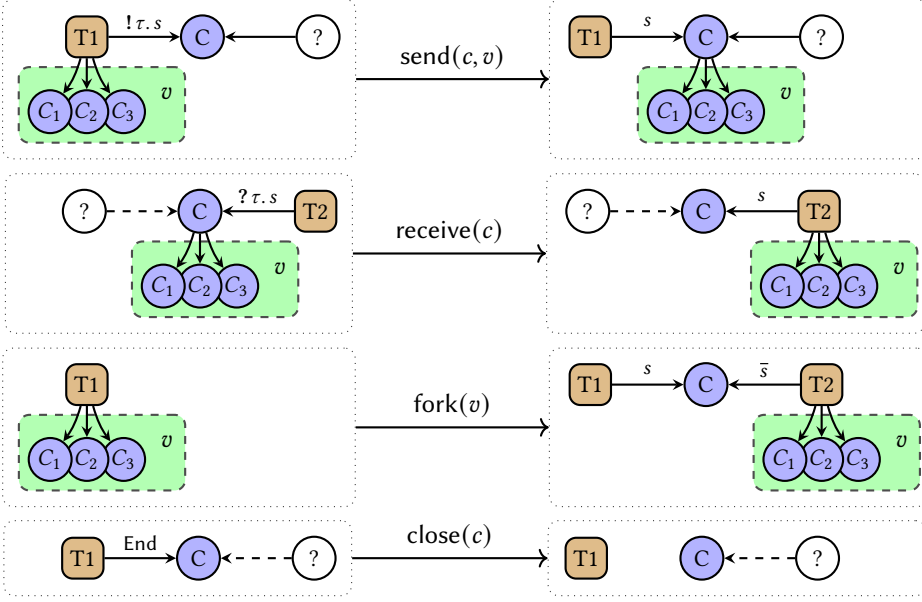 T1 !τ.s C ? send(c, v) T1 s C ?
C₁ C₂ C₃ v C₁ C₂ C₃ v
? C ?τ.s T2 receive(c) ? C s T2
C₁ C₂ C₃ v C₁ C₂ C₃ v
T1 fork(v) T1 s C s̅ T2
C₁ C₂ C₃ v C₁ C₂ C₃ v
T1 End C ? close(c) T1 C ?